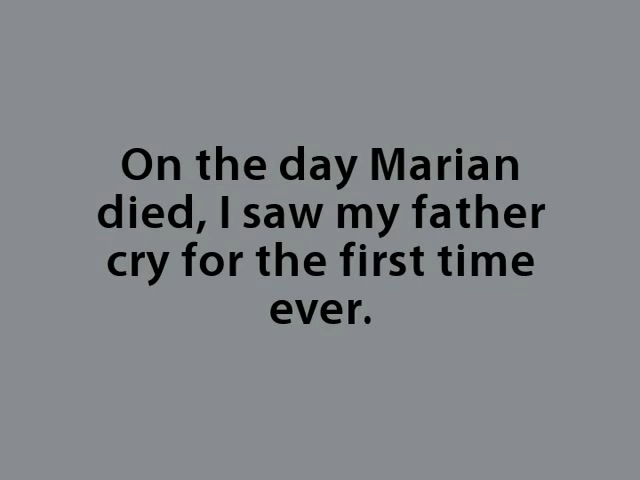 On the day Marian
died, I saw my father
cry for the first time
ever.